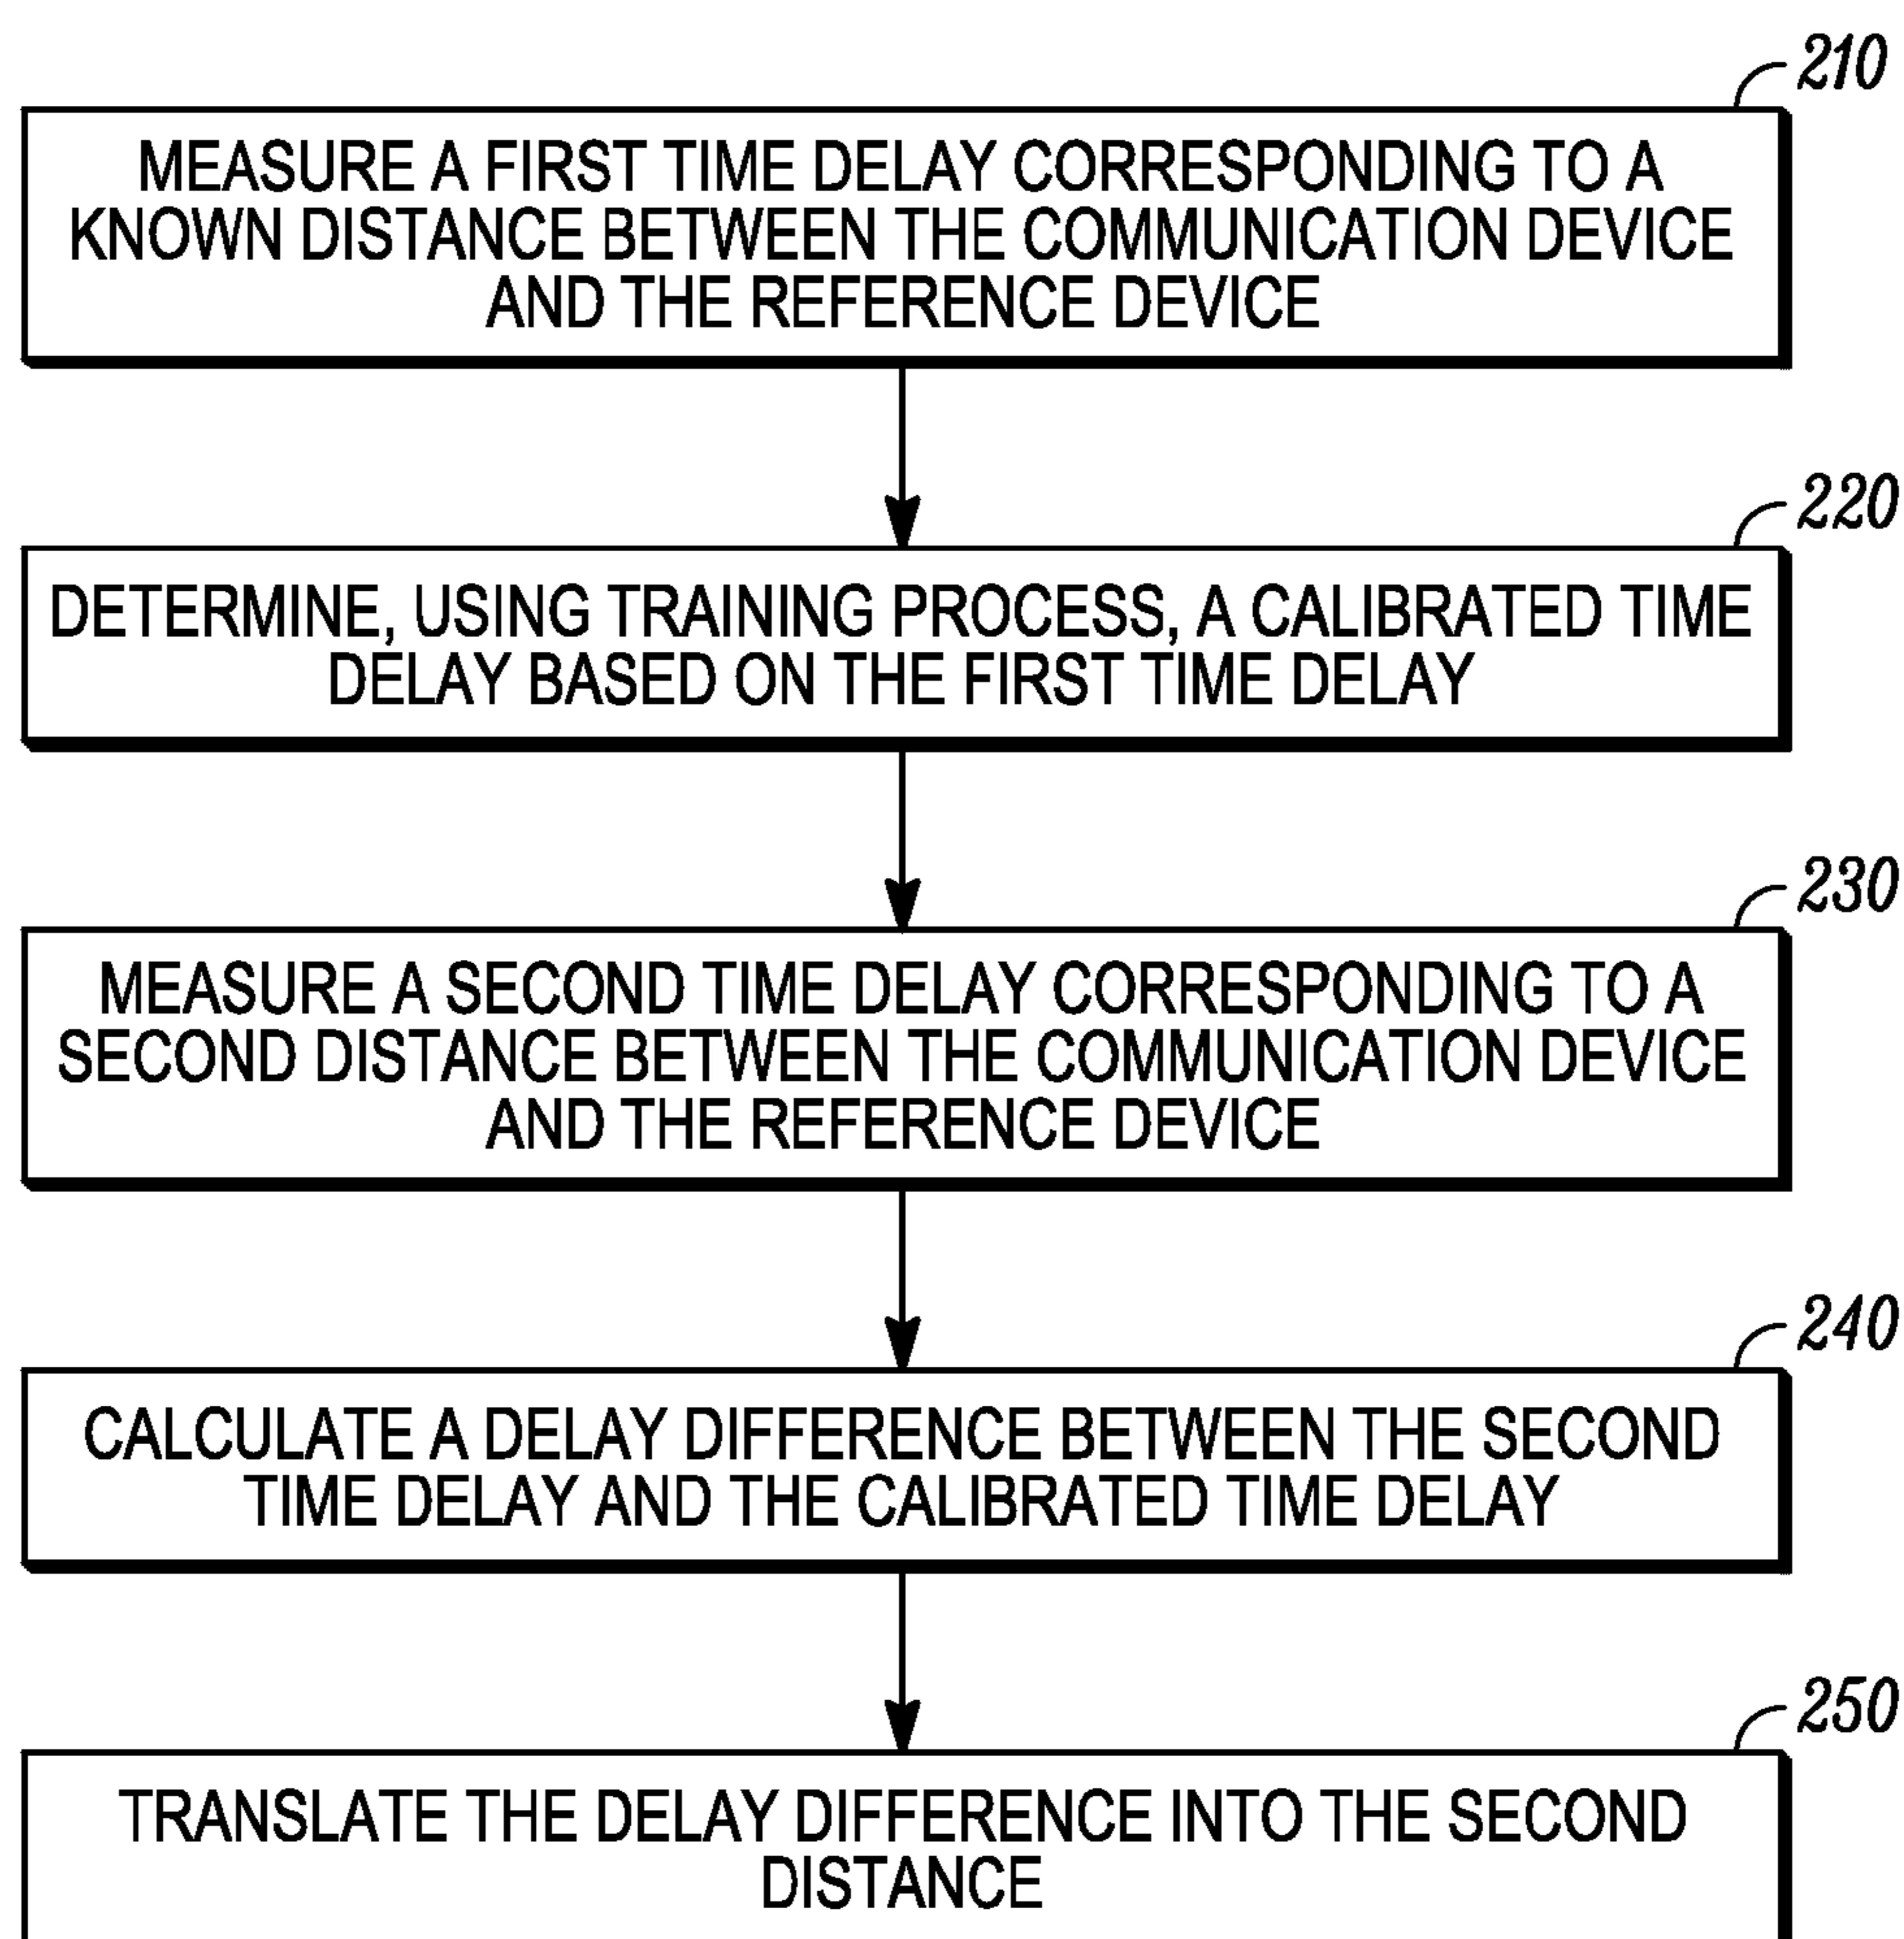 210
MEASURE A FIRST TIME DELAY CORRESPONDING TO A
KNOWN DISTANCE BETWEEN THE COMMUNICATION DEVICE
AND THE REFERENCE DEVICE
220
DETERMINE, USING TRAINING PROCESS, A CALIBRATED TIME
DELAY BASED ON THE FIRST TIME DELAY
230
MEASURE A SECOND TIME DELAY CORRESPONDING TO A
SECOND DISTANCE BETWEEN THE COMMUNICATION DEVICE
AND THE REFERENCE DEVICE
240
CALCULATE A DELAY DIFFERENCE BETWEEN THE SECOND
TIME DELAY AND THE CALIBRATED TIME DELAY
250
TRANSLATE THE DELAY DIFFERENCE INTO THE SECOND
DISTANCE